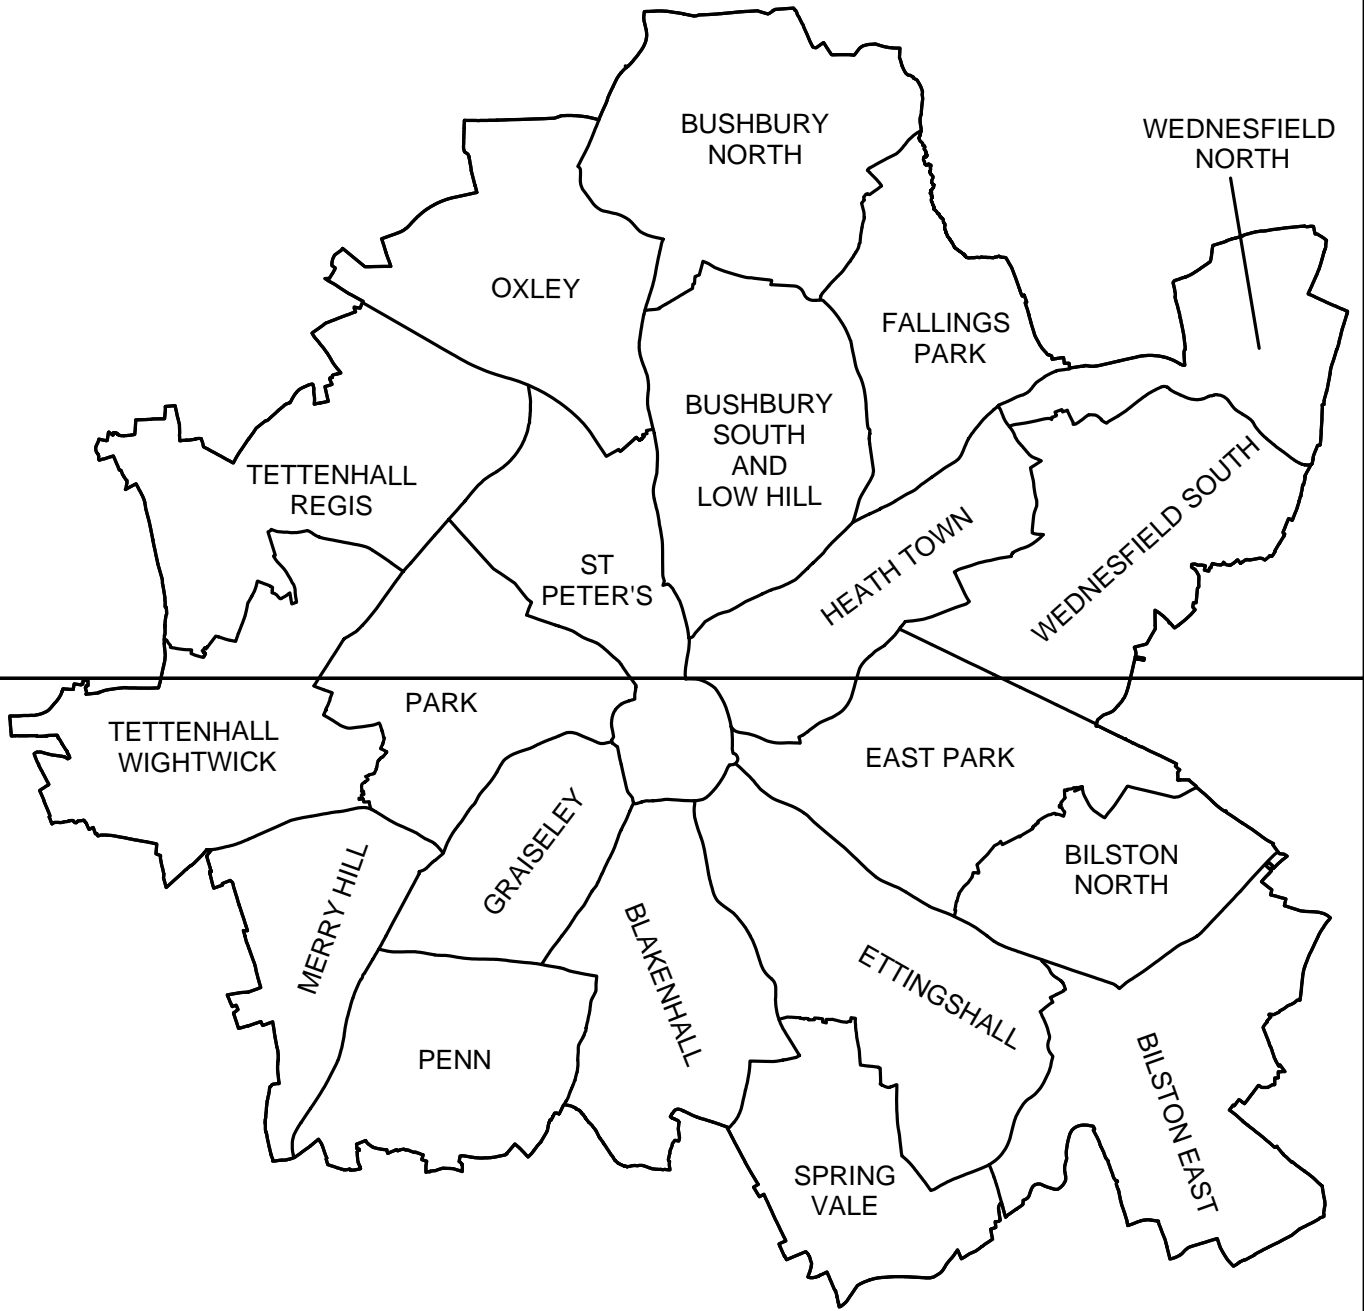 BUSHBURY
NORTH
WEDNESFIELD
NORTH
OXLEY
FALLINGS
PARK
BUSHBURY
SOUTH
AND
LOW HILL
TETTENHALL
REGIS
WEDNESFIELD SOUTH
HEATH TOWN
ST
PETER'S
PARK
TETTENHALL
WIGHTWICK
EAST PARK
GRAISELEY
BILSTON
NORTH
MERRY HILL
BLAKENHALL
ETTINGSHALL
PENN
BILSTON EAST
SPRING
VALE